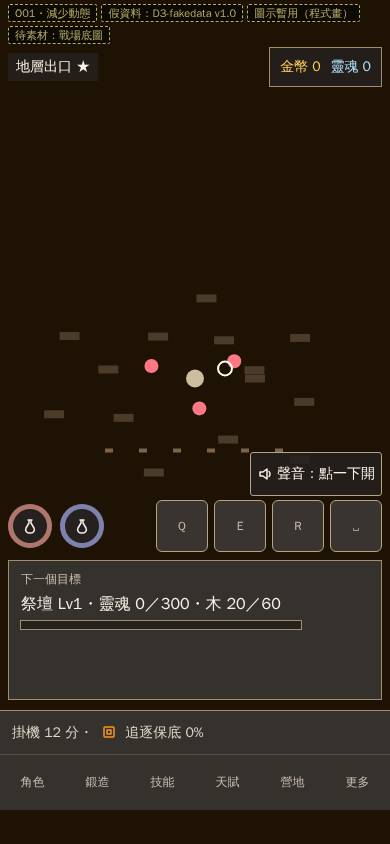 001・減少動態 假資料：D3-fakedata v1.0 圖示暫用（程式畫）
待素材：戰場底圖
地層出口 ★ 金幣 0 靈魂 0
聲音：點一下開
Q E R ⎵
下一個目標
祭壇 Lv1・靈魂 0／300・木 20／60
掛機 12 分・ 追逐保底 0%
角色 鍛造 技能 天賦 營地 更多